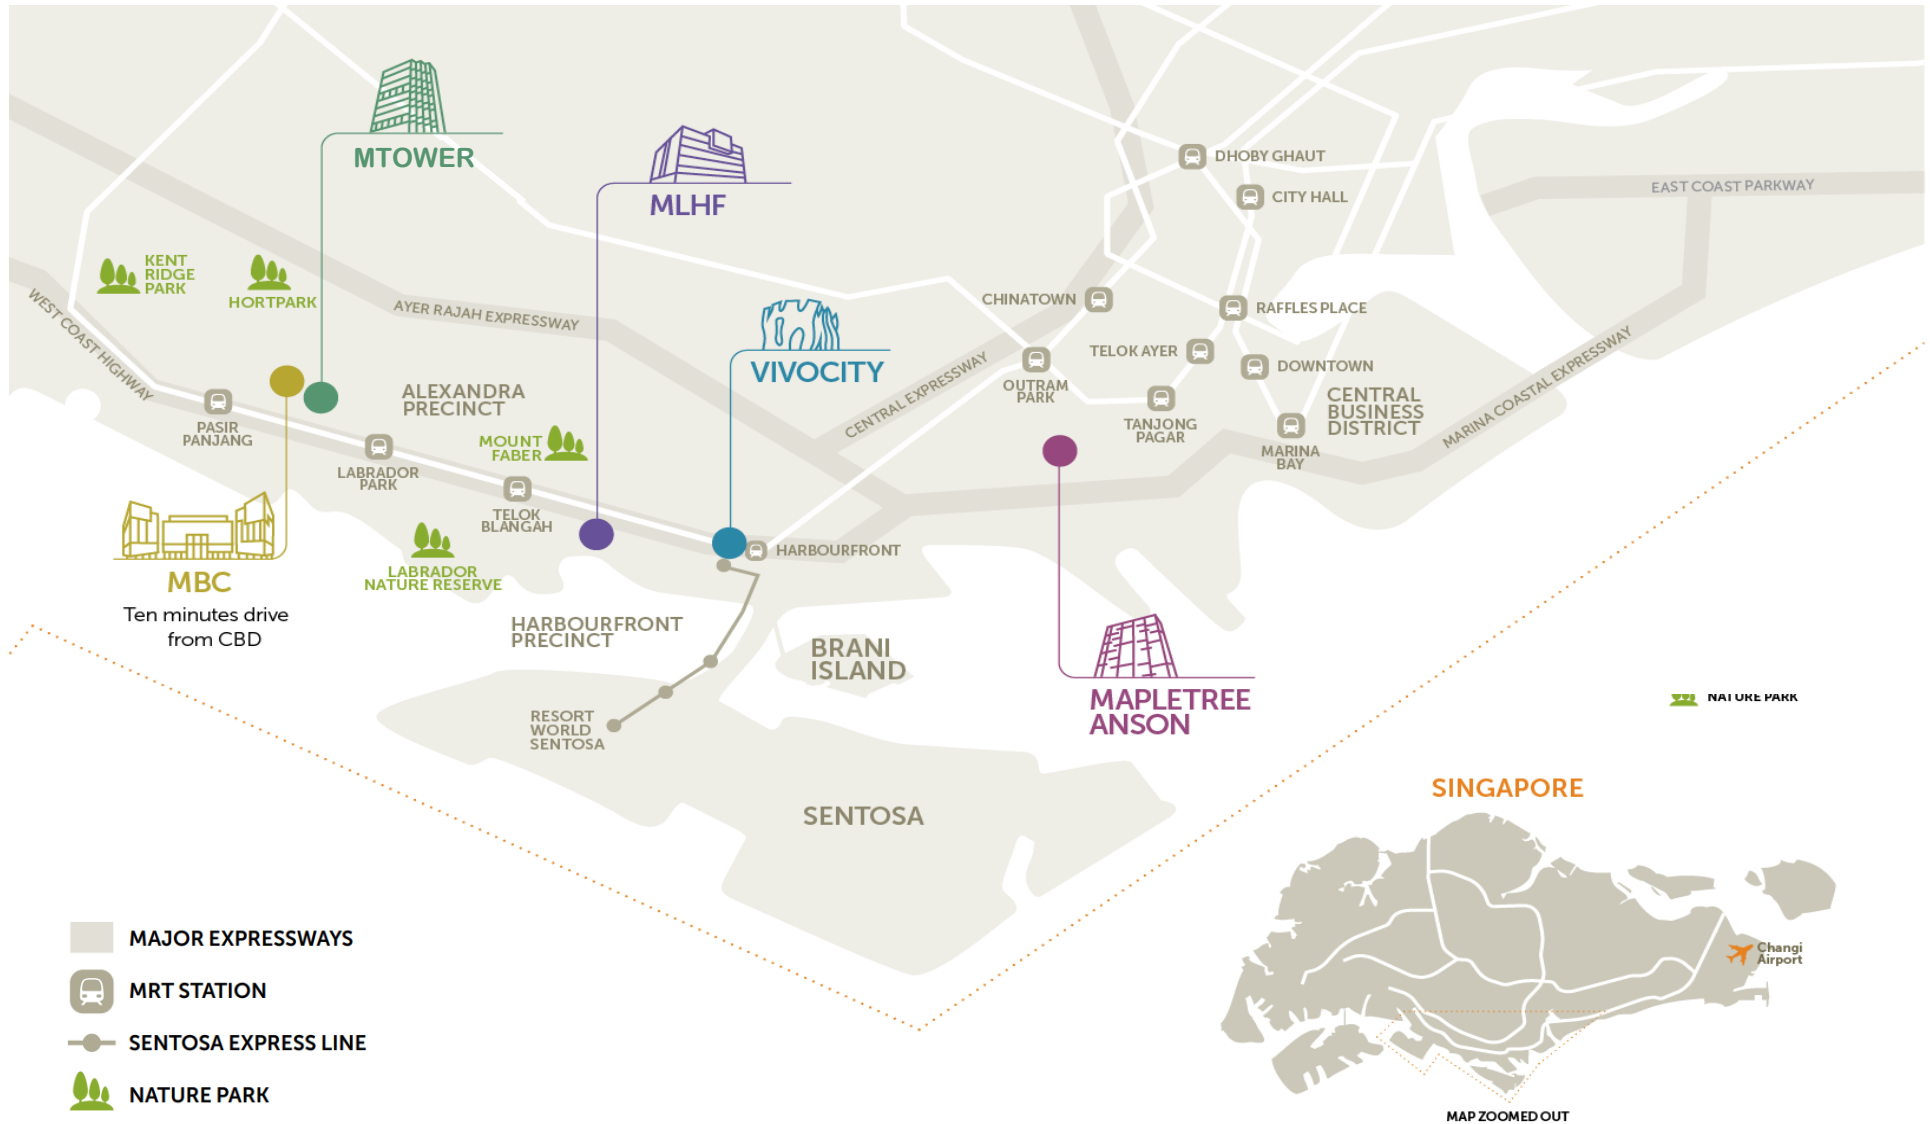 MTOWER
MLHF
DHOBY GHAUT
CITY HALL
EAST COAST PARKWAY
KENT
RIDGE
PARK
HORTPARK
WEST COAST HIGHWAY
AYER RAJAH EXPRESSWAY
CHINATOWN
RAFFLES PLACE
VIVOCITY
TELOK AYER
DOWNTOWN
OUTRAM
PARK
CENTRAL EXPRESSWAY
MARINA COASTAL EXPRESSWAY
ALEXANDRA
PRECINCT
CENTRAL
BUSINESS
DISTRICT
PASIR
PANJANG
TANJONG
PAGAR
MOUNT
FABER
MARINA
BAY
LABRADOR
PARK
TELOK
BLANGAH
HARBOURFRONT
MBC
Ten minutes drive
from CBD
LABRADOR
NATURE RESERVE
HARBOURFRONT
PRECINCT
BRANI
ISLAND
MAPLETREE
ANSON
NATURE PARK
RESORT
WORLD
SENTOSA
SENTOSA
SINGAPORE
Changi
Airport
MAP ZOOMED OUT
MAJOR EXPRESSWAYS
MRT STATION
SENTOSA EXPRESS LINE
NATURE PARK